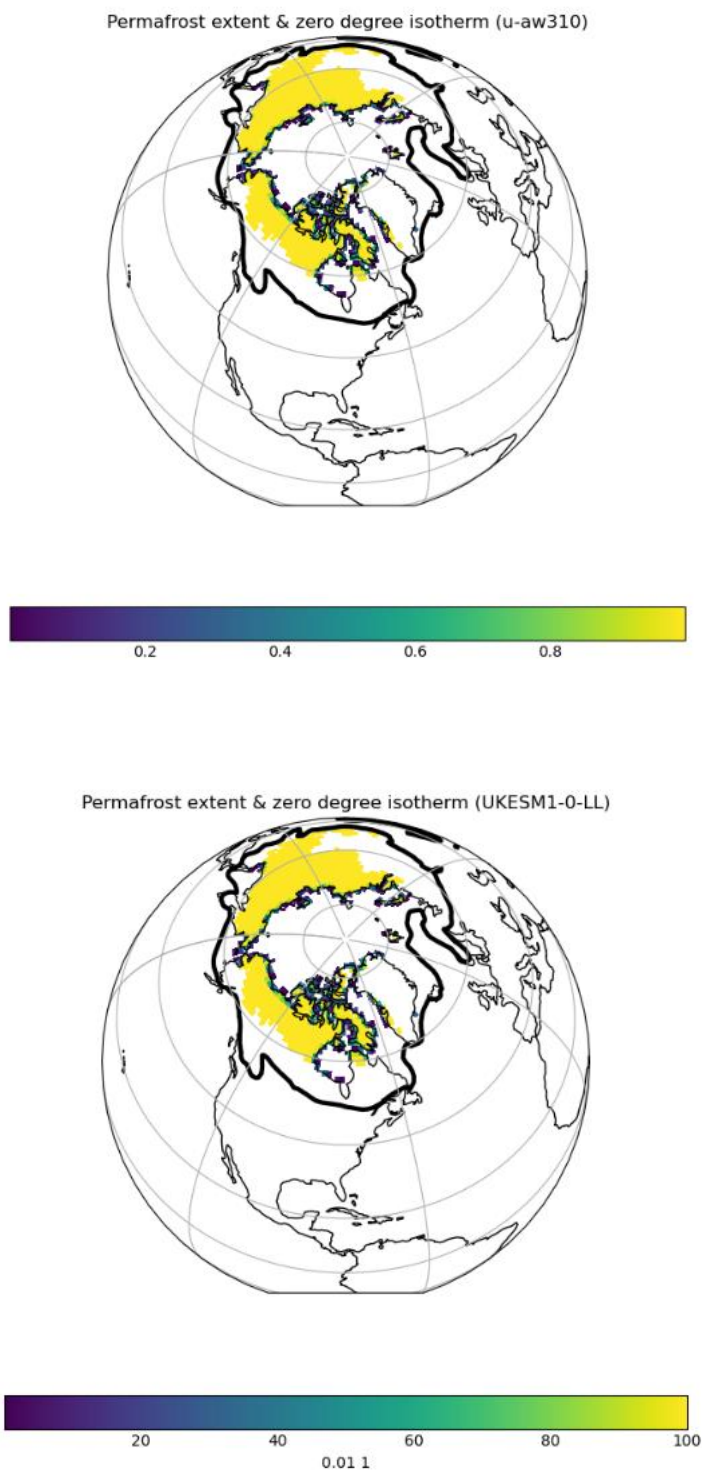 Permafrost extent & zero degree isotherm (u-aw310)
0.2 0.4 0.6 0.8
Permafrost extent & zero degree isotherm (UKESM1-0-LL)
20 40 60 80 100
0.01 1